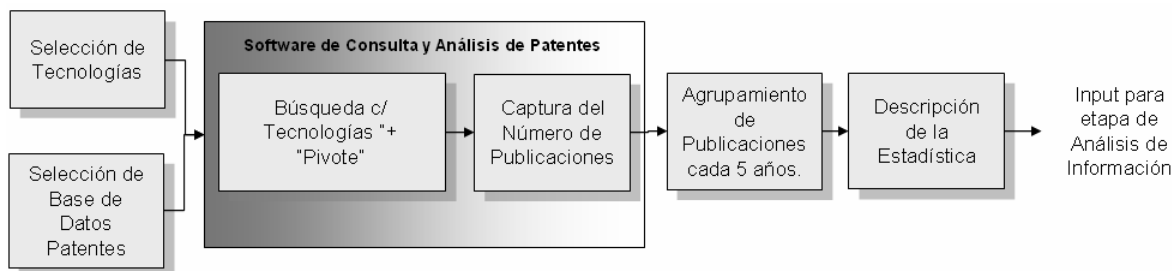 Selección de
Tecnologías
Selección de
Base de
Datos
Patentes
Software de Consulta y Análisis de Patentes
Búsqueda c/
Tecnologías "+
"Pivote"
Captura del
Número de
Publicaciones
Agrupamiento
de
Publicaciones
cada 5 años.
Descripción
de la
Estadística
Input para
etapa de
Análisis de
Información